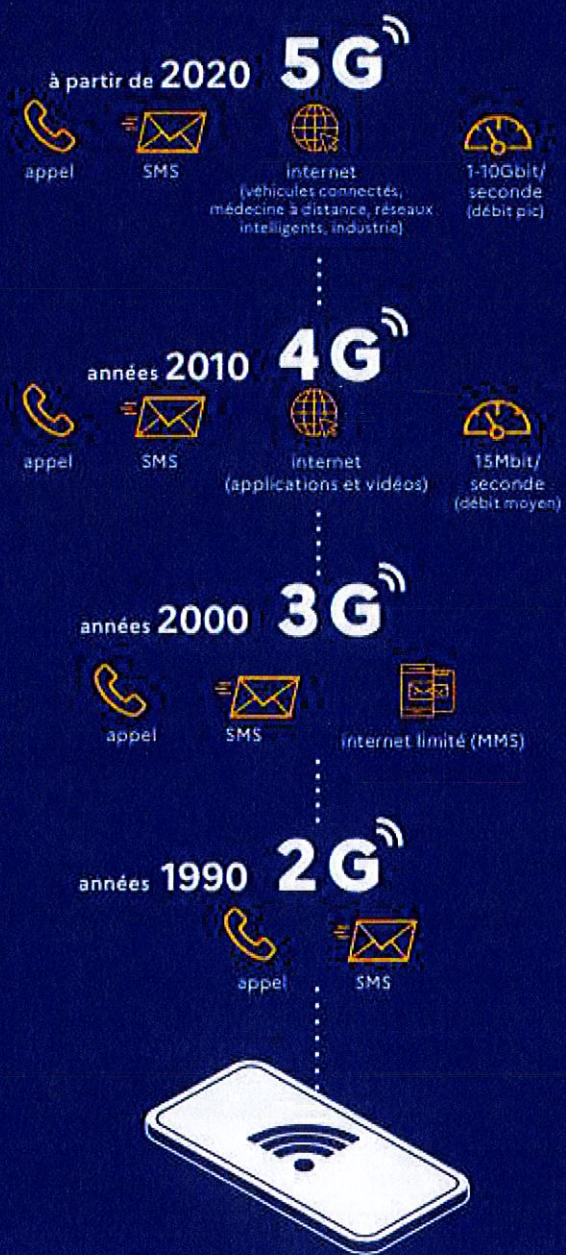 à partir de 2020 5G
appel
SMS
internet
(véhicules connectés,
médecine à distance, réseaux
intelligents, industrie)
1-10Gbit/
seconde
(débit pic)
années 2010 4G
appel
SMS
internet
(applications et vidéos)
15Mbit/
seconde
(débit moyen)
années 2000 3G
appel
SMS
internet limité (MMS)
années 1990 2G
appel
SMS